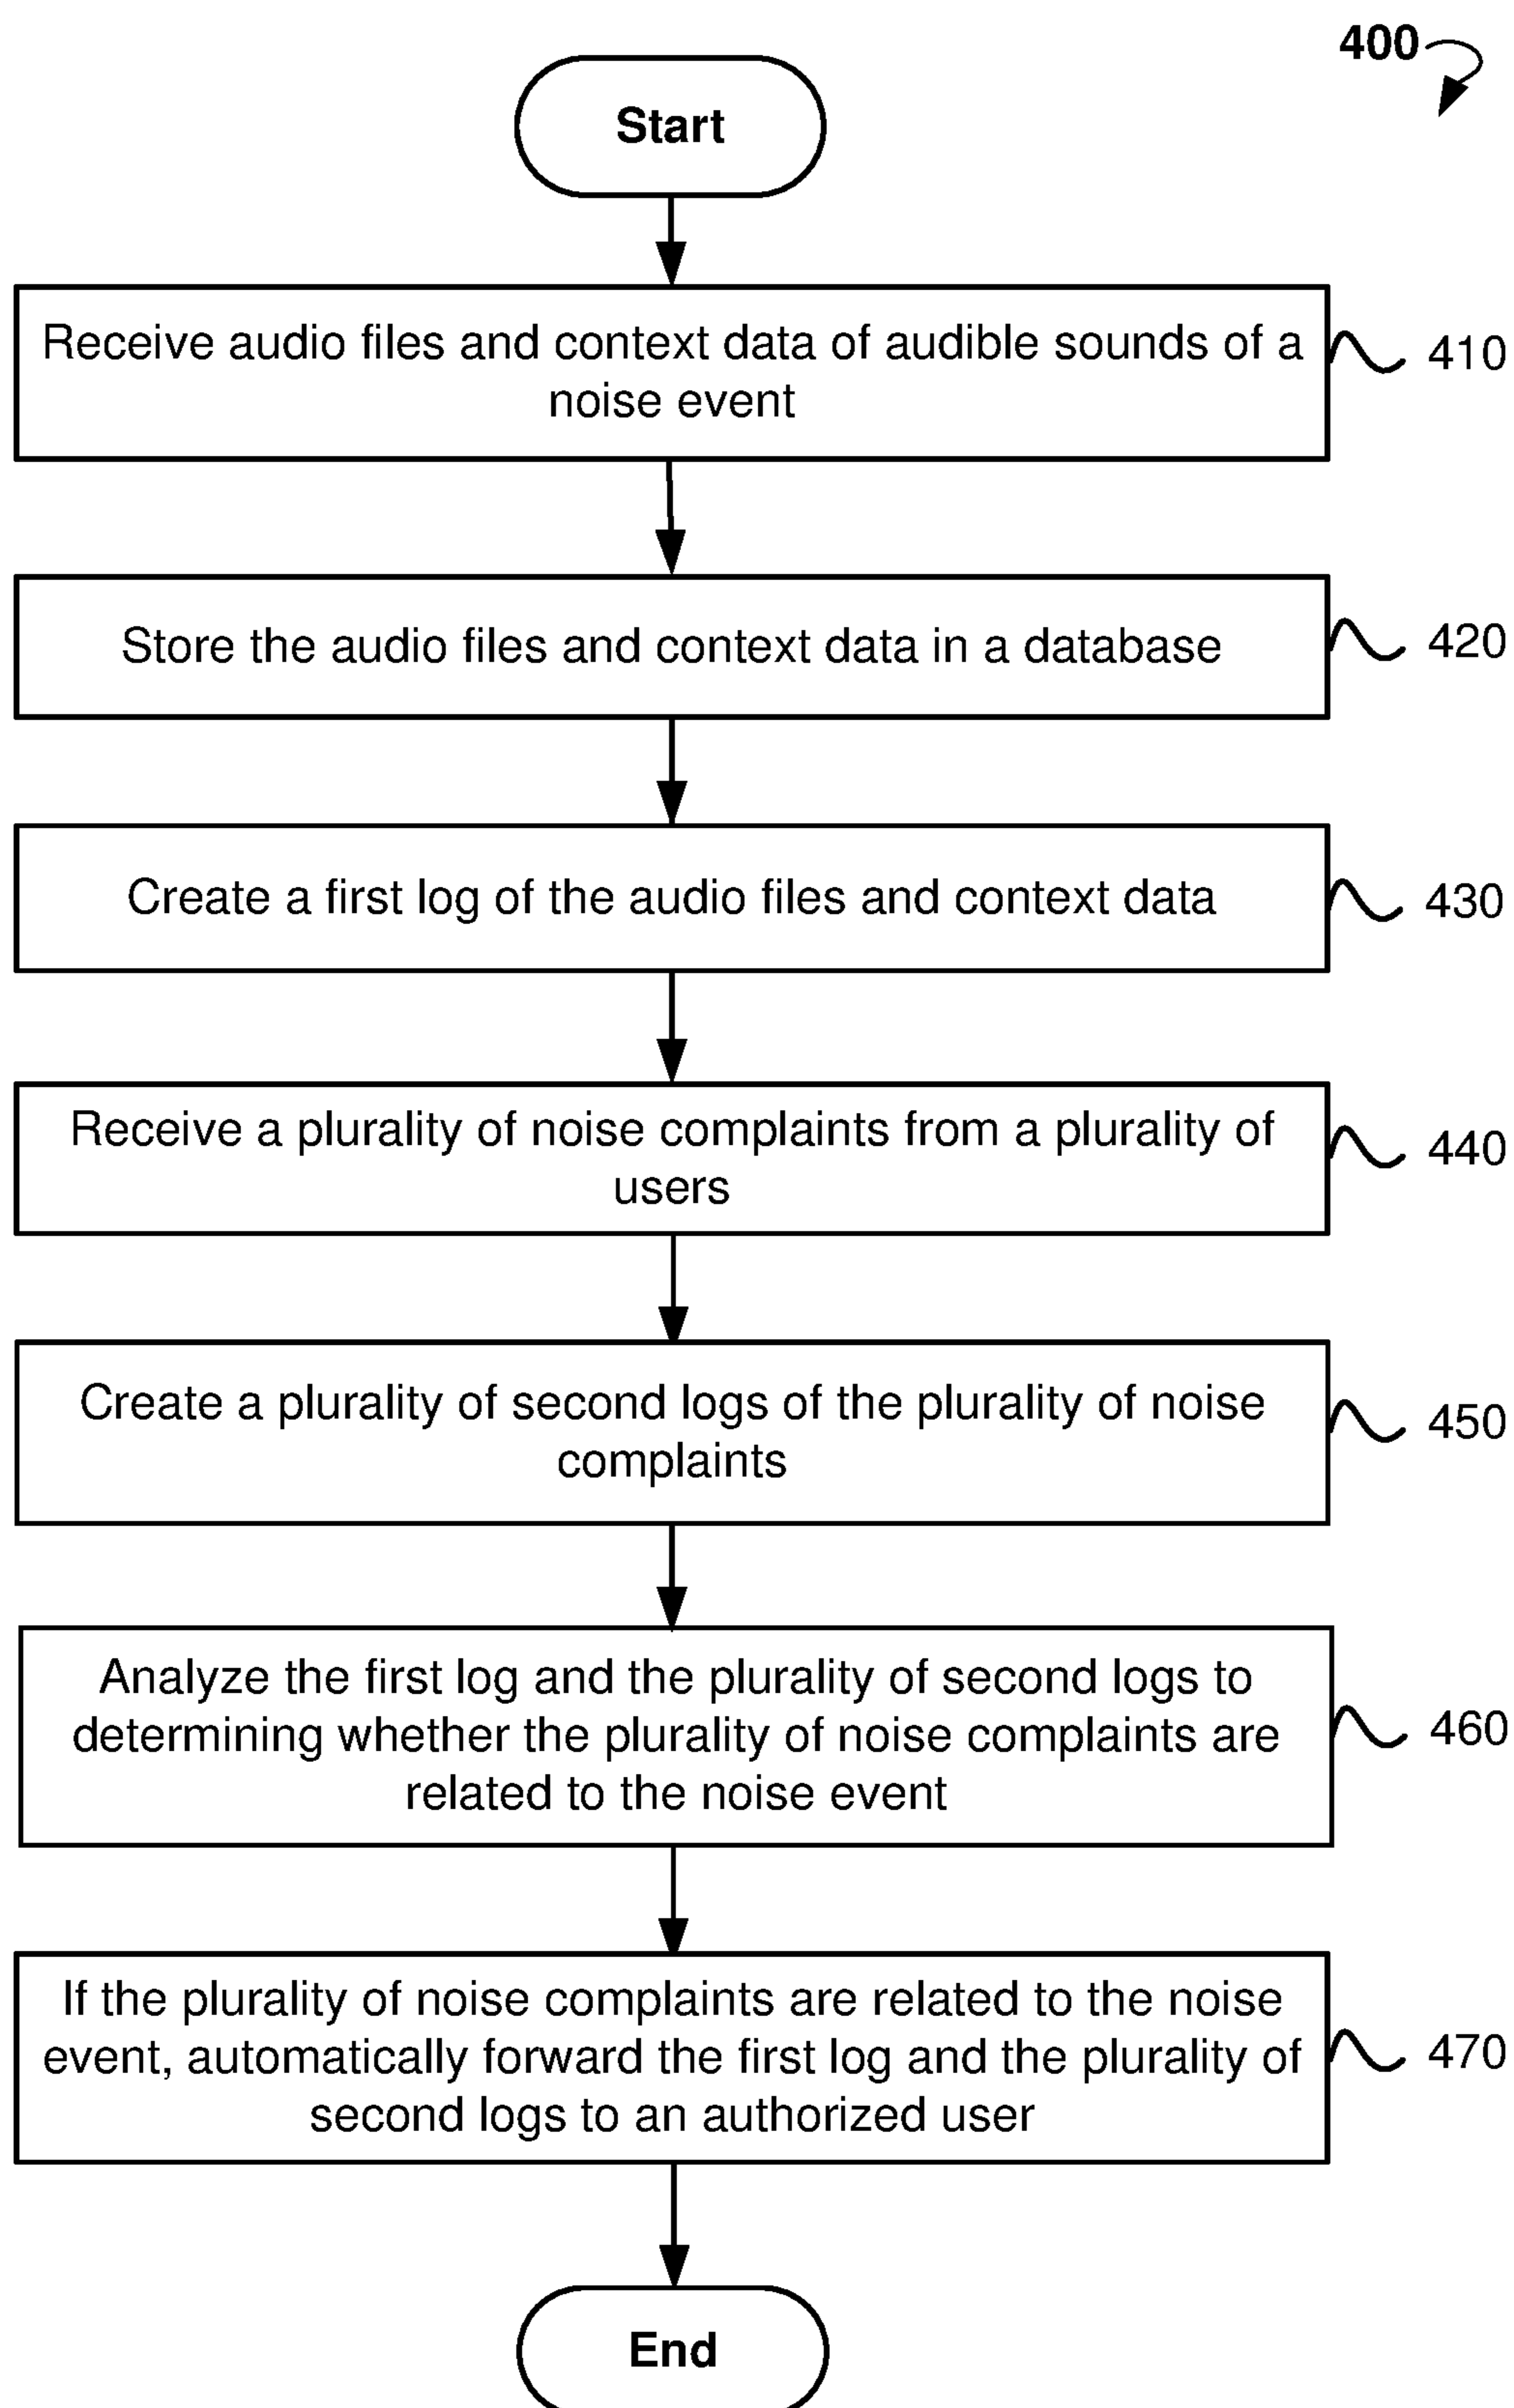 400
Start
Receive audio files and context data of audible sounds of a
noise event
410
Store the audio files and context data in a database
420
Create a first log of the audio files and context data
430
Receive a plurality of noise complaints from a plurality of
users
440
Create a plurality of second logs of the plurality of noise
complaints
450
Analyze the first log and the plurality of second logs to
determining whether the plurality of noise complaints are
related to the noise event
460
If the plurality of noise complaints are related to the noise
event, automatically forward the first log and the plurality of
second logs to an authorized user
470
End